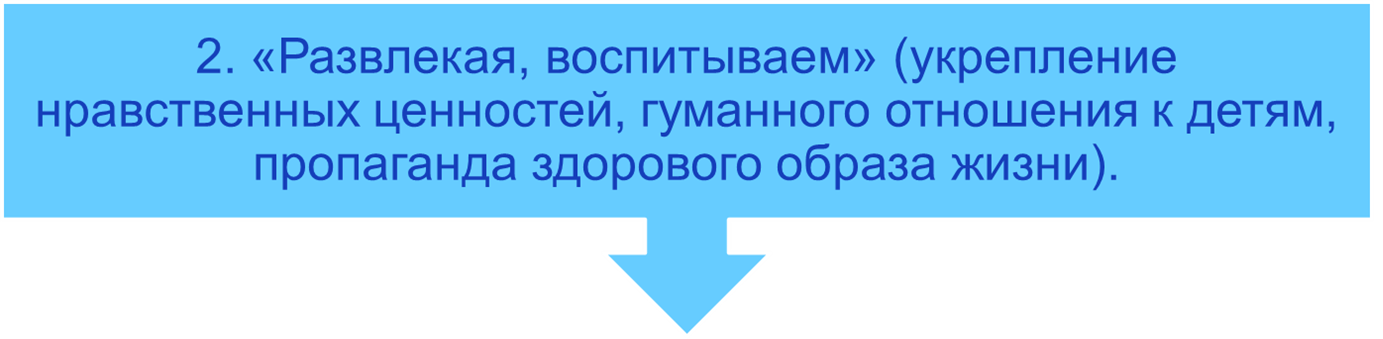 2. «Развлекая, воспитываем» (укрепление
нравственных ценностей, гуманного отношения к детям,
пропаганда здорового образа жизни).